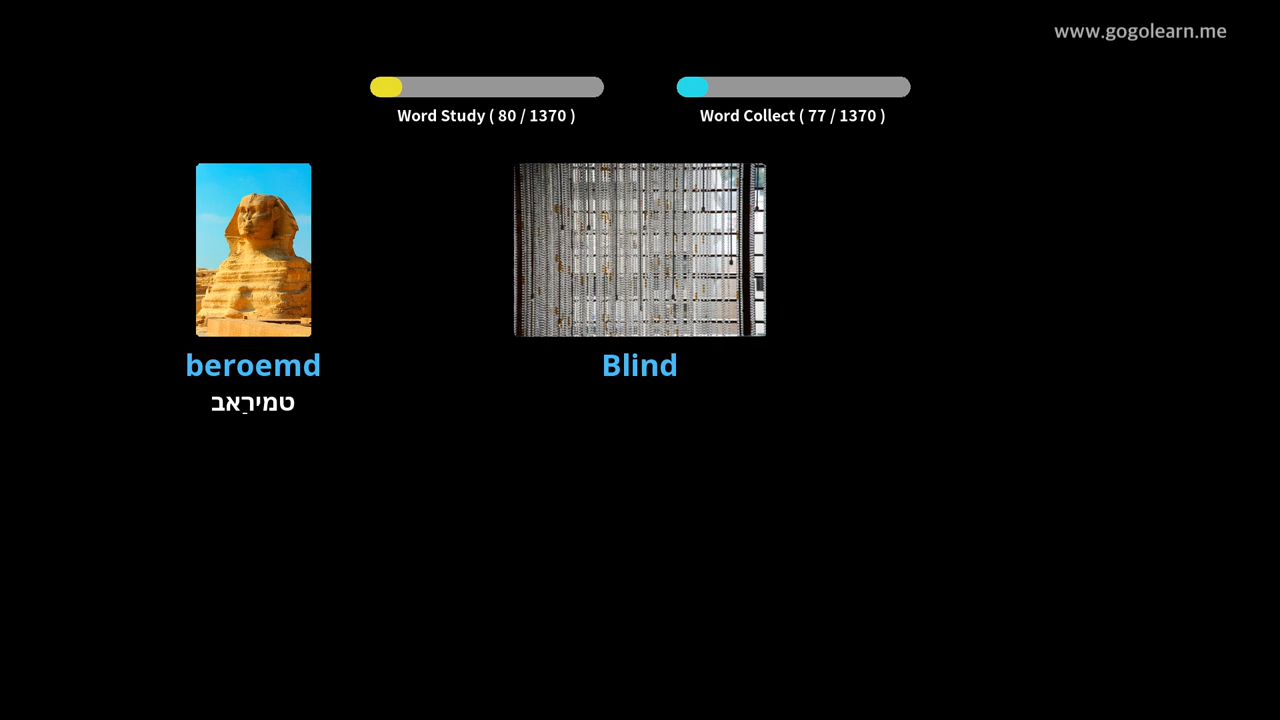 www.gogolearn.me
Word Study ( 80 / 1370 )
Word Collect ( 77 / 1370 )
beroemd
טמירַאב
Blind